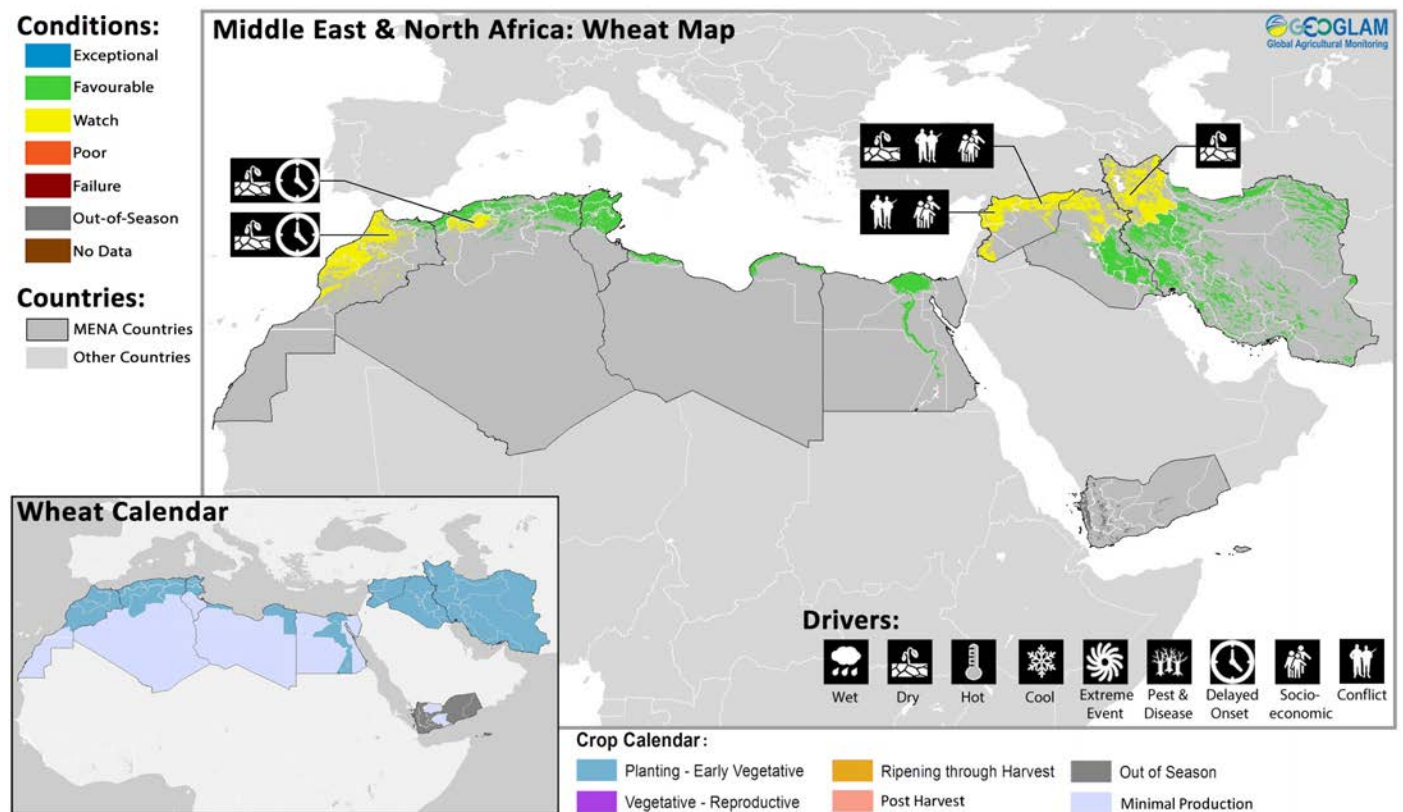 Conditions:
Exceptional
Favourable
Watch
Poor
Failure
Out-of-Season
No Data
Countries:
MENA Countries
Other Countries
Middle East & North Africa: Wheat Map
GEOGLAM
Global Agricultural Monitoring
Wheat Calendar
Drivers:
Wet
Dry
Hot
Cool
Extreme
Event
Pest &
Disease
Delayed
Onset
Socio-
economic
Conflict
Crop Calendar:
Planting - Early Vegetative
Ripening through Harvest
Out of Season
Vegetative - Reproductive
Post Harvest
Minimal Production